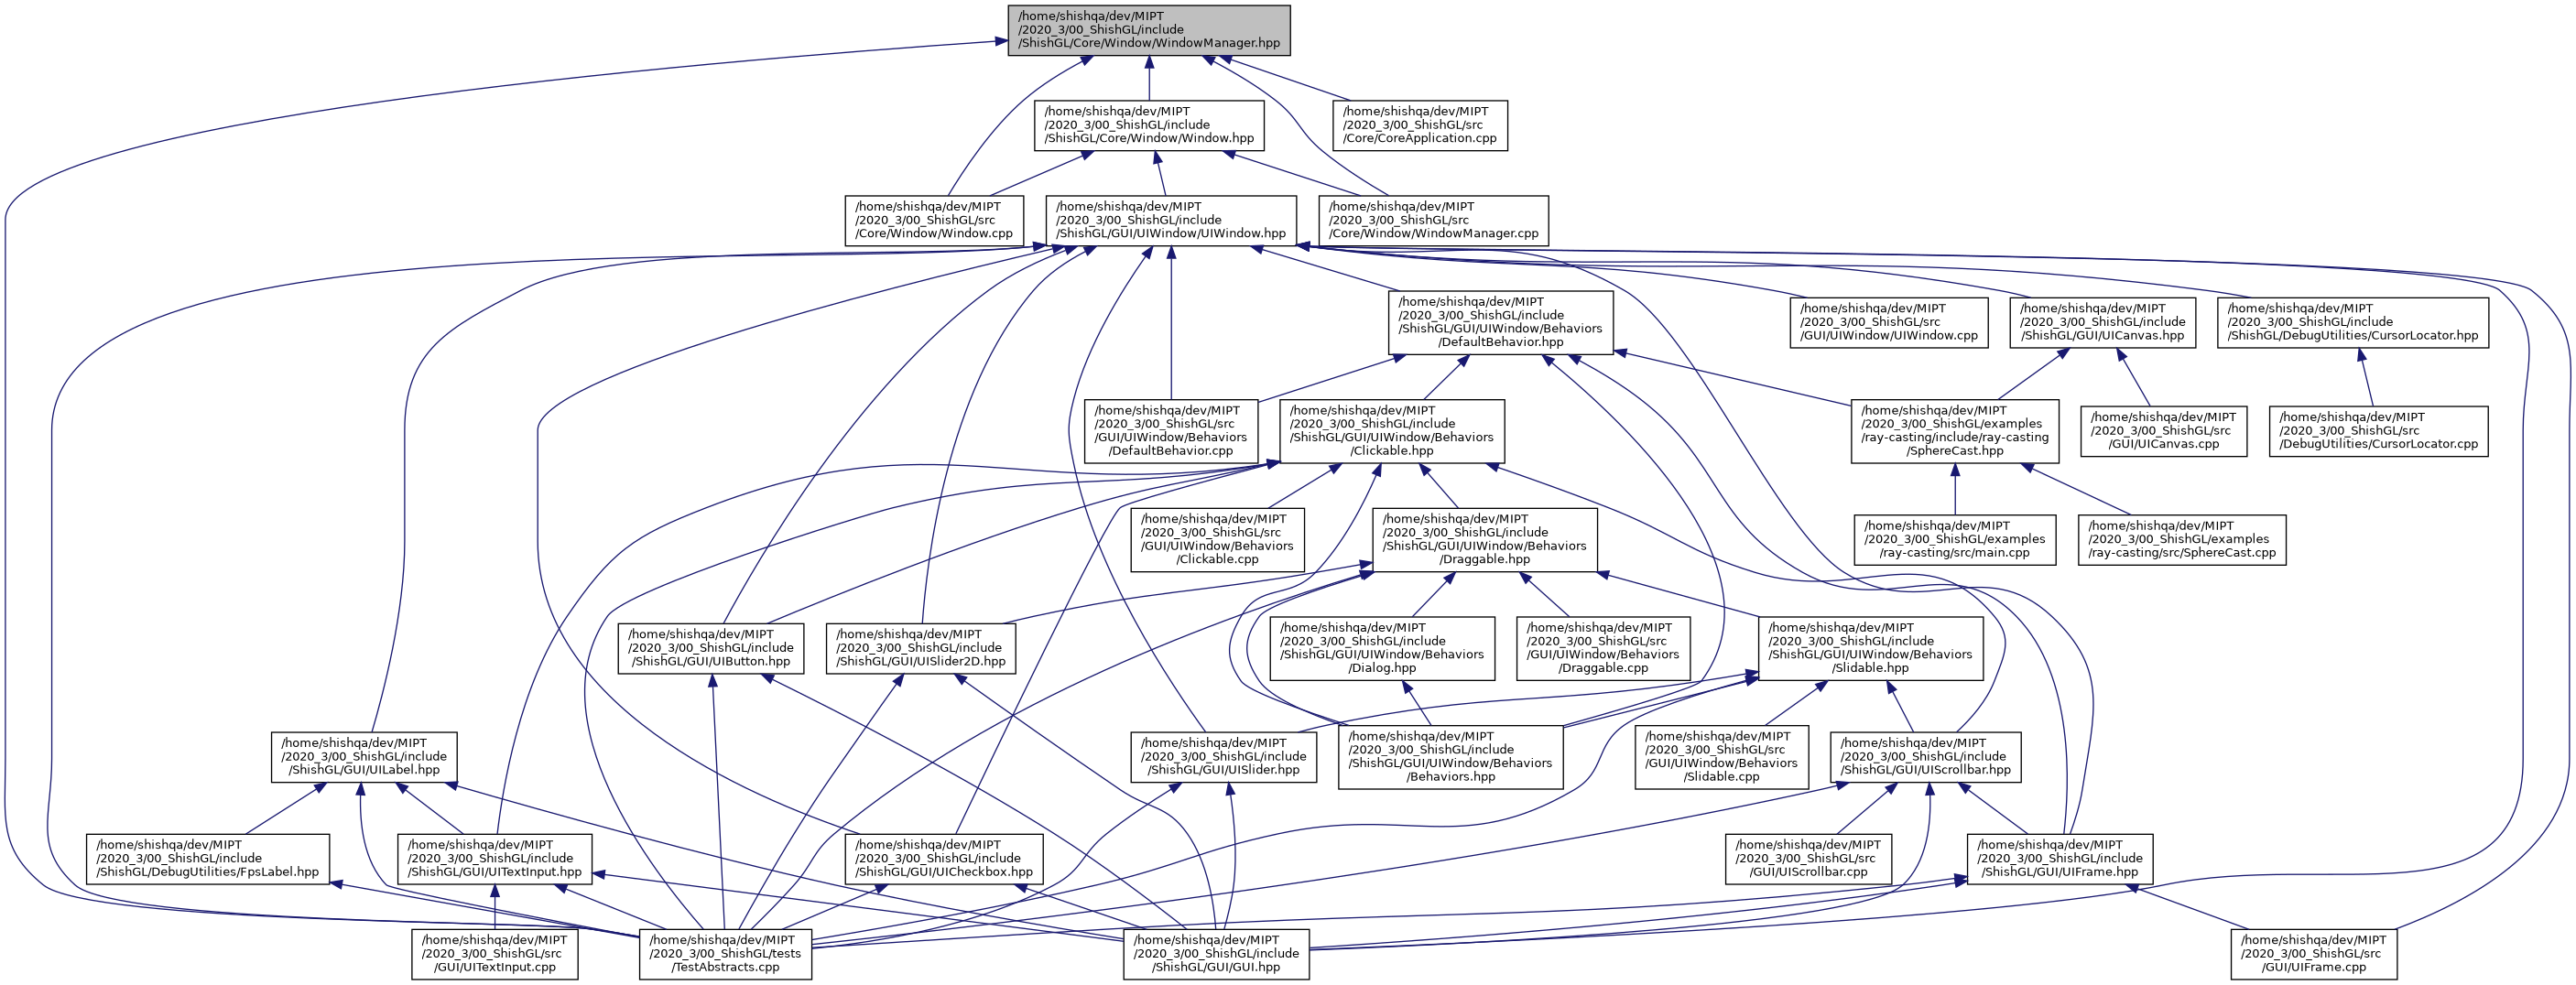 /home/shishqa/dev/MIPT
/2020_3/00_ShishGL/include
/ShishGL/Core/Window/WindowManager.hpp
/home/shishqa/dev/MIPT
/2020_3/00_ShishGL/include
/ShishGL/Core/Window/Window.hpp
/home/shishqa/dev/MIPT
/2020_3/00_ShishGL/src
/Core/CoreApplication.cpp
/home/shishqa/dev/MIPT
/2020_3/00_ShishGL/src
/Core/Window/Window.cpp
/home/shishqa/dev/MIPT
/2020_3/00_ShishGL/include
/ShishGL/GUI/UIWindow/UIWindow.hpp
/home/shishqa/dev/MIPT
/2020_3/00_ShishGL/src
/Core/Window/WindowManager.cpp
/home/shishqa/dev/MIPT
/2020_3/00_ShishGL/include
/ShishGL/GUI/UIWindow/Behaviors
/DefaultBehavior.hpp
/home/shishqa/dev/MIPT
/2020_3/00_ShishGL/src
/GUI/UIWindow/UIWindow.cpp
/home/shishqa/dev/MIPT
/2020_3/00_ShishGL/include
/ShishGL/GUI/UICanvas.hpp
/home/shishqa/dev/MIPT
/2020_3/00_ShishGL/include
/ShishGL/DebugUtilities/CursorLocator.hpp
/home/shishqa/dev/MIPT
/2020_3/00_ShishGL/src
/GUI/UIWindow/Behaviors
/DefaultBehavior.cpp
/home/shishqa/dev/MIPT
/2020_3/00_ShishGL/include
/ShishGL/GUI/UIWindow/Behaviors
/Clickable.hpp
/home/shishqa/dev/MIPT
/2020_3/00_ShishGL/examples
/ray-casting/include/ray-casting
/SphereCast.hpp
/home/shishqa/dev/MIPT
/2020_3/00_ShishGL/src
/GUI/UICanvas.cpp
/home/shishqa/dev/MIPT
/2020_3/00_ShishGL/src
/DebugUtilities/CursorLocator.cpp
/home/shishqa/dev/MIPT
/2020_3/00_ShishGL/src
/GUI/UIWindow/Behaviors
/Clickable.cpp
/home/shishqa/dev/MIPT
/2020_3/00_ShishGL/include
/ShishGL/GUI/UIWindow/Behaviors
/Draggable.hpp
/home/shishqa/dev/MIPT
/2020_3/00_ShishGL/examples
/ray-casting/src/main.cpp
/home/shishqa/dev/MIPT
/2020_3/00_ShishGL/examples
/ray-casting/src/SphereCast.cpp
/home/shishqa/dev/MIPT
/2020_3/00_ShishGL/include
/ShishGL/GUI/UIButton.hpp
/home/shishqa/dev/MIPT
/2020_3/00_ShishGL/include
/ShishGL/GUI/UISlider2D.hpp
/home/shishqa/dev/MIPT
/2020_3/00_ShishGL/include
/ShishGL/GUI/UIWindow/Behaviors
/Dialog.hpp
/home/shishqa/dev/MIPT
/2020_3/00_ShishGL/src
/GUI/UIWindow/Behaviors
/Draggable.cpp
/home/shishqa/dev/MIPT
/2020_3/00_ShishGL/include
/ShishGL/GUI/UIWindow/Behaviors
/Slidable.hpp
/home/shishqa/dev/MIPT
/2020_3/00_ShishGL/include
/ShishGL/GUI/UILabel.hpp
/home/shishqa/dev/MIPT
/2020_3/00_ShishGL/include
/ShishGL/GUI/UISlider.hpp
/home/shishqa/dev/MIPT
/2020_3/00_ShishGL/include
/ShishGL/GUI/UIWindow/Behaviors
/Behaviors.hpp
/home/shishqa/dev/MIPT
/2020_3/00_ShishGL/src
/GUI/UIWindow/Behaviors
/Slidable.cpp
/home/shishqa/dev/MIPT
/2020_3/00_ShishGL/include
/ShishGL/GUI/UIScrollbar.hpp
/home/shishqa/dev/MIPT
/2020_3/00_ShishGL/include
/ShishGL/DebugUtilities/FpsLabel.hpp
/home/shishqa/dev/MIPT
/2020_3/00_ShishGL/include
/ShishGL/GUI/UITextInput.hpp
/home/shishqa/dev/MIPT
/2020_3/00_ShishGL/include
/ShishGL/GUI/UICheckbox.hpp
/home/shishqa/dev/MIPT
/2020_3/00_ShishGL/src
/GUI/UIScrollbar.cpp
/home/shishqa/dev/MIPT
/2020_3/00_ShishGL/include
/ShishGL/GUI/UIFrame.hpp
/home/shishqa/dev/MIPT
/2020_3/00_ShishGL/src
/GUI/UITextInput.cpp
/home/shishqa/dev/MIPT
/2020_3/00_ShishGL/tests
/TestAbstracts.cpp
/home/shishqa/dev/MIPT
/2020_3/00_ShishGL/include
/ShishGL/GUI/GUI.hpp
/home/shishqa/dev/MIPT
/2020_3/00_ShishGL/src
/GUI/UIFrame.cpp